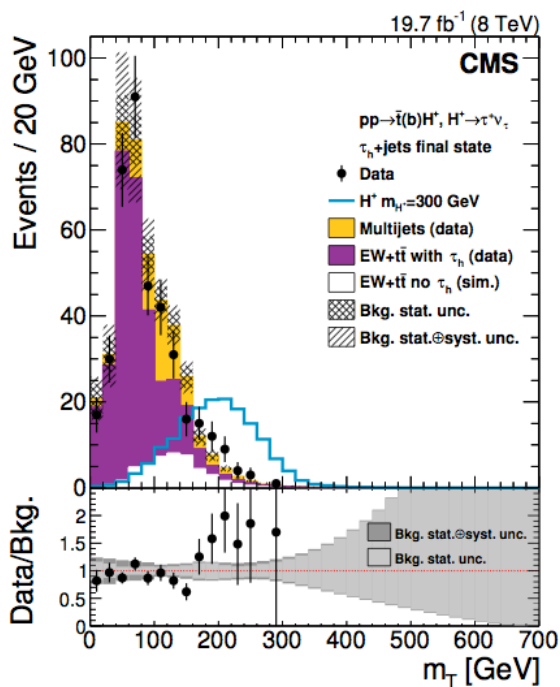 19.7 fb⁻¹ (8 TeV)
CMS
pp→t̄(b)H⁺, H⁺→τ⁺ν_τ
τ_h+jets final state
Data
H⁺ m_H⁺=300 GeV
Multijets (data)
EW+tt̄ with τ_h (data)
EW+tt̄ no τ_h (sim.)
Bkg. stat. unc.
Bkg. stat.⊕syst. unc.
Events / 20 GeV
100
80
60
40
20
0
Data/Bkg.
2
1.5
1
0.5
0
Bkg. stat.⊕syst. unc.
Bkg. stat. unc.
0 100 200 300 400 500 600 700
m_T [GeV]